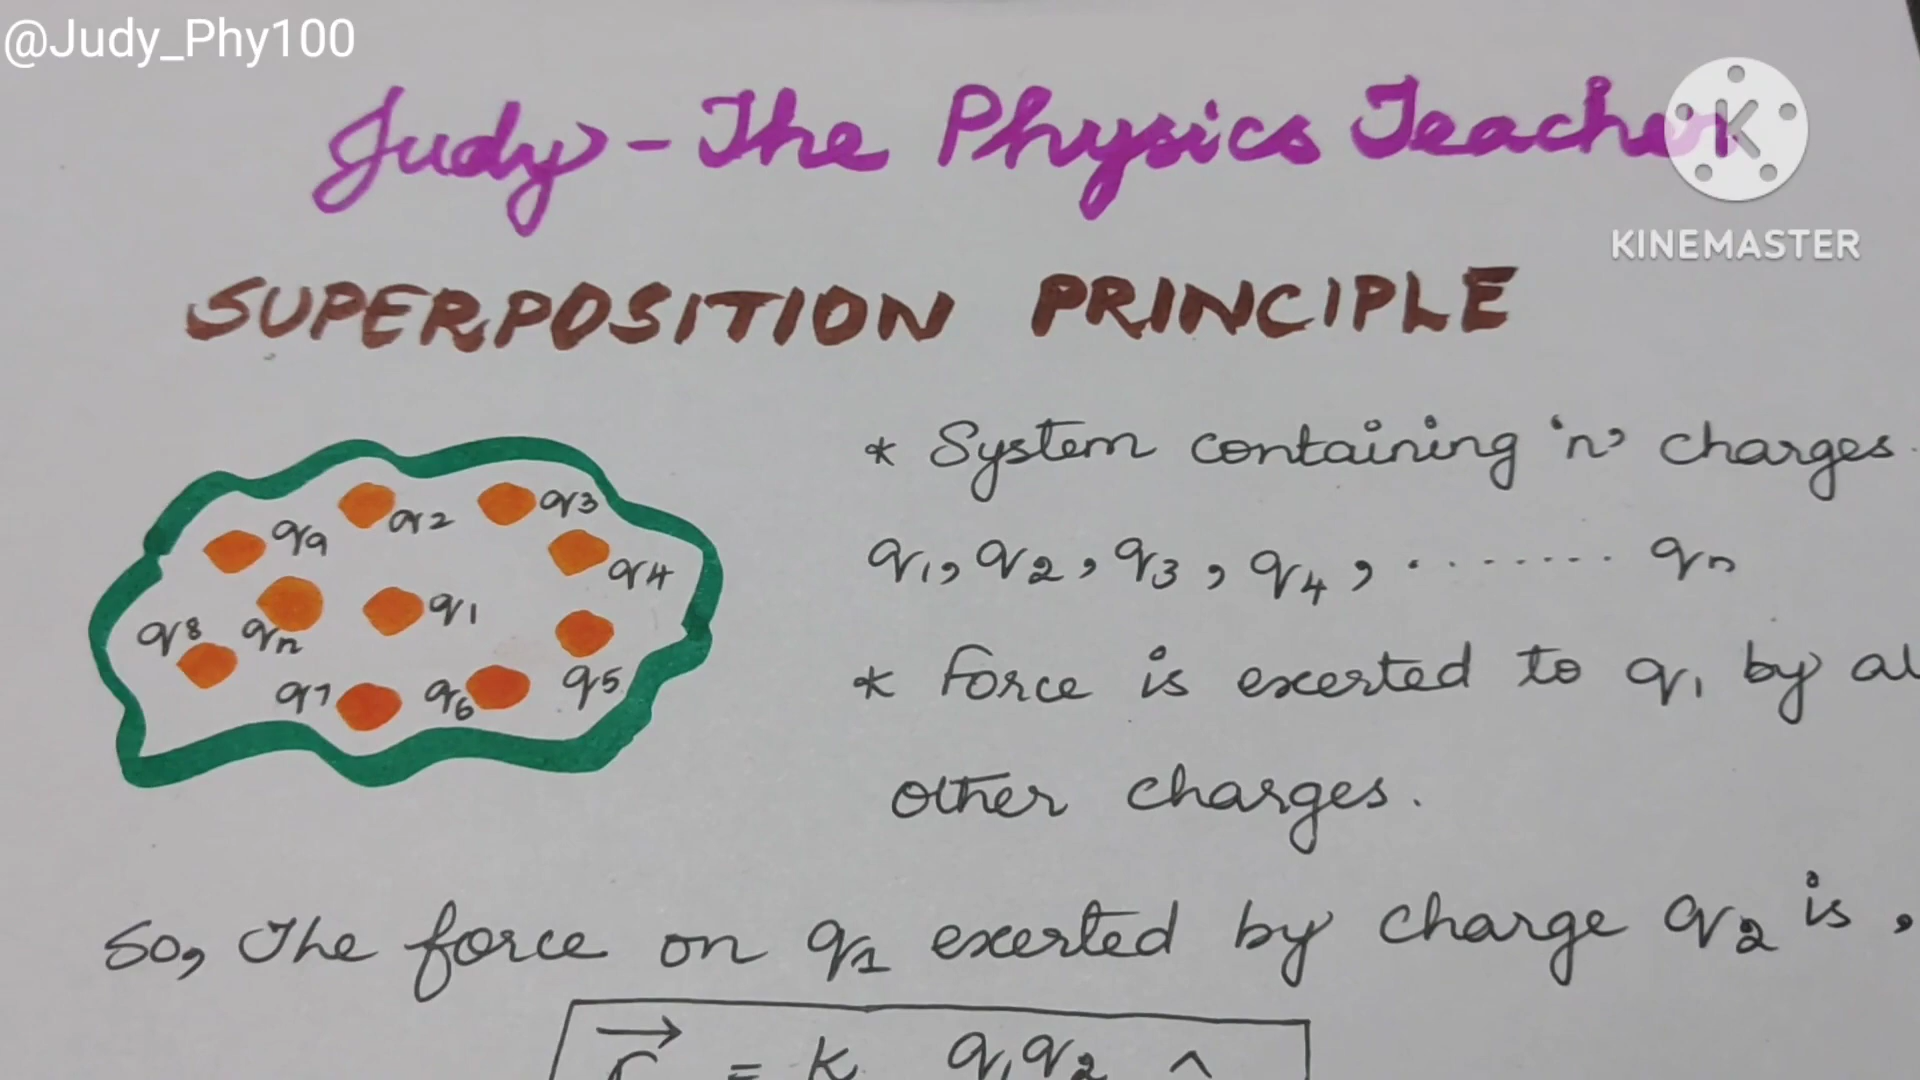 @Judy_Phy100
Judy - The Physics Teacher
KINEMASTER
SUPERPOSITION PRINCIPLE
* System containing 'n' charges.
q1, q2, q3, q4, ........ qn
* Force is exerted to q1 by al
other charges.
q9 q2 q3
q4
q8 qn q1
q7 q6 q5
So, The force on q1 exerted by charge q2 is,
= K q1q2 ^